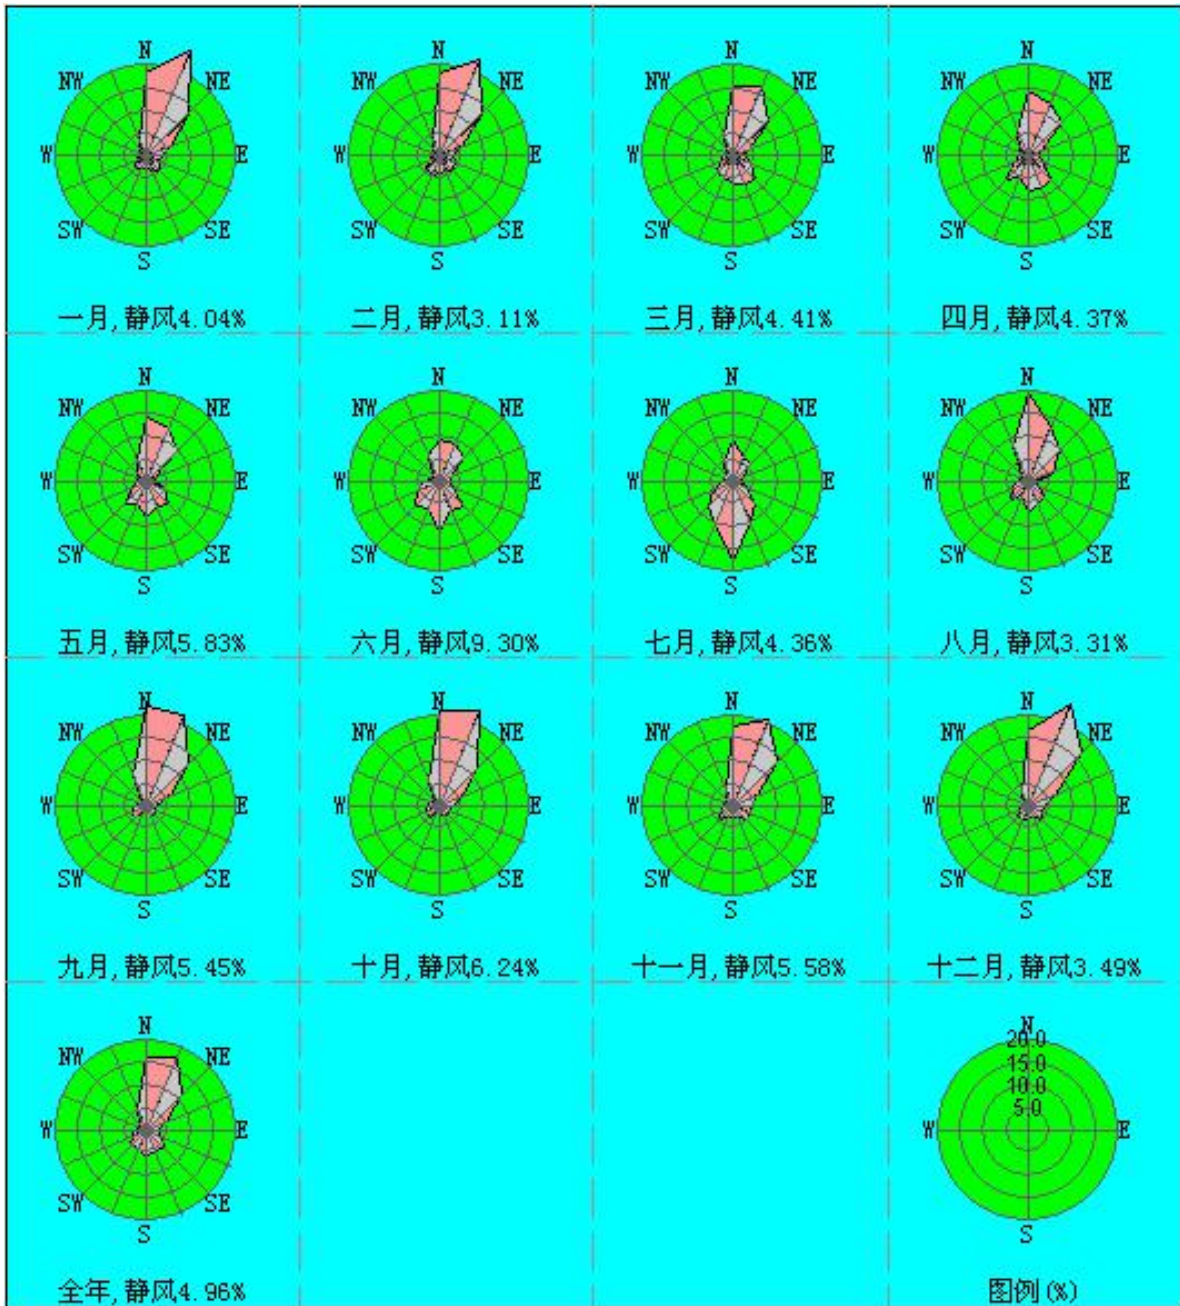 N N N N
NW NE NW NE NW NE NW NE
W E W E W E W E
SW SE SW SE SW SE SW SE
S S S S
一月,静风4.04% 二月,静风3.11% 三月,静风4.41% 四月,静风4.37%
N N N N
NW NE NW NE NW NE NW NE
W E W E W E W E
SW SE SW SE SW SE SW SE
S S S S
五月,静风5.83% 六月,静风9.30% 七月,静风4.36% 八月,静风3.31%
N N N N
NW NE NW NE NW NE NW NE
W E W E W E W E
SW SE SW SE SW SE SW SE
S S S S
九月,静风5.45% 十月,静风6.24% 十一月,静风5.58% 十二月,静风3.49%
N N
20.0
NW NE 15.0
10.0
5.0
W E W E
SW SE
S S
全年,静风4.96% 图例(%)